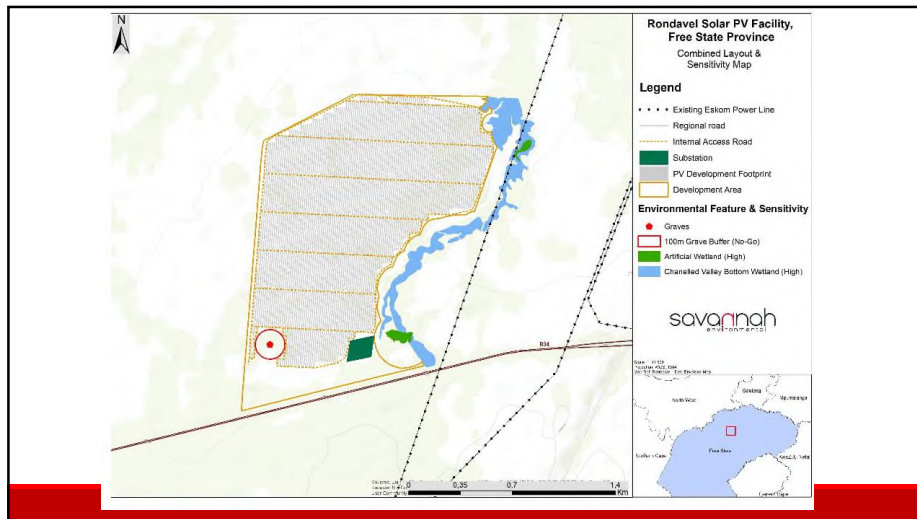 N
Rondavel Solar PV Facility,
Free State Province
Combined Layout &
Sensitivity Map
Legend
Existing Eskom Power Line
Regional road
Internal Access Road
Substation
PV Development Footprint
Development Area
Environmental Feature & Sensitivity
Graves
100m Grave Buffer (No-Go)
Artificial Wetland (High)
Chanelled Valley Bottom Wetland (High)
savannah
environmental
R34
0 0,35 0,7 1,4
Km
North West
Gauteng
Mpumalanga
Northern Cape
Free State
KwaZulu-Natal
Eastern Cape